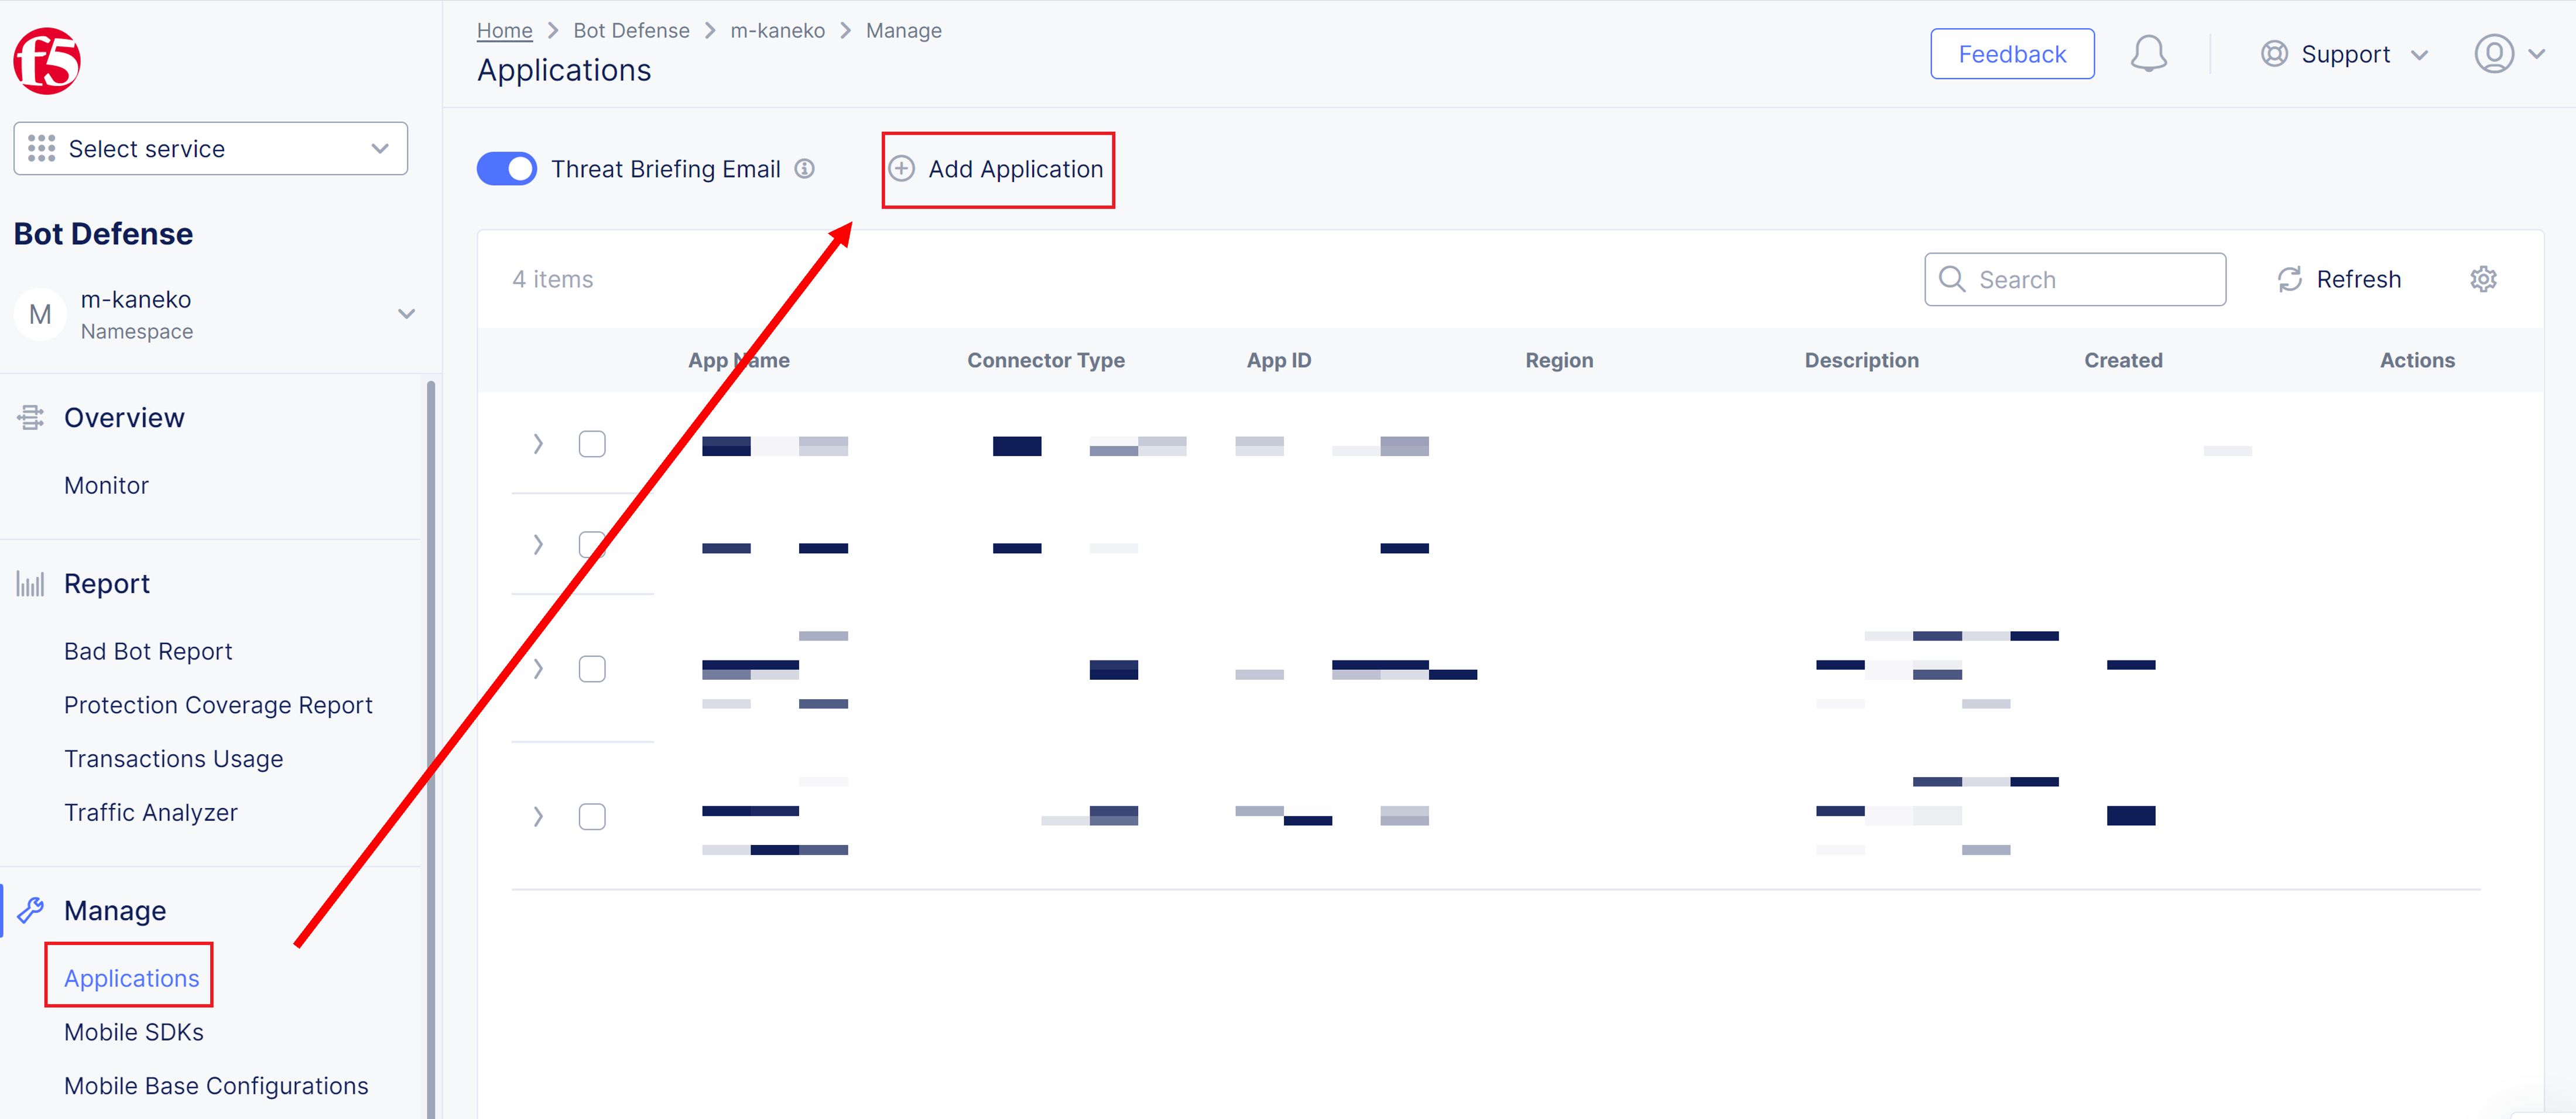 f5
Home > Bot Defense > m-kaneko > Manage
Applications
Feedback
Support
Select service
Threat Briefing Email
Add Application
Bot Defense
M
m-kaneko
Namespace
4 items
Search
Refresh
App Name Connector Type App ID Region Description Created Actions
Overview
Monitor
Report
Bad Bot Report
Protection Coverage Report
Transactions Usage
Traffic Analyzer
Manage
Applications
Mobile SDKs
Mobile Base Configurations